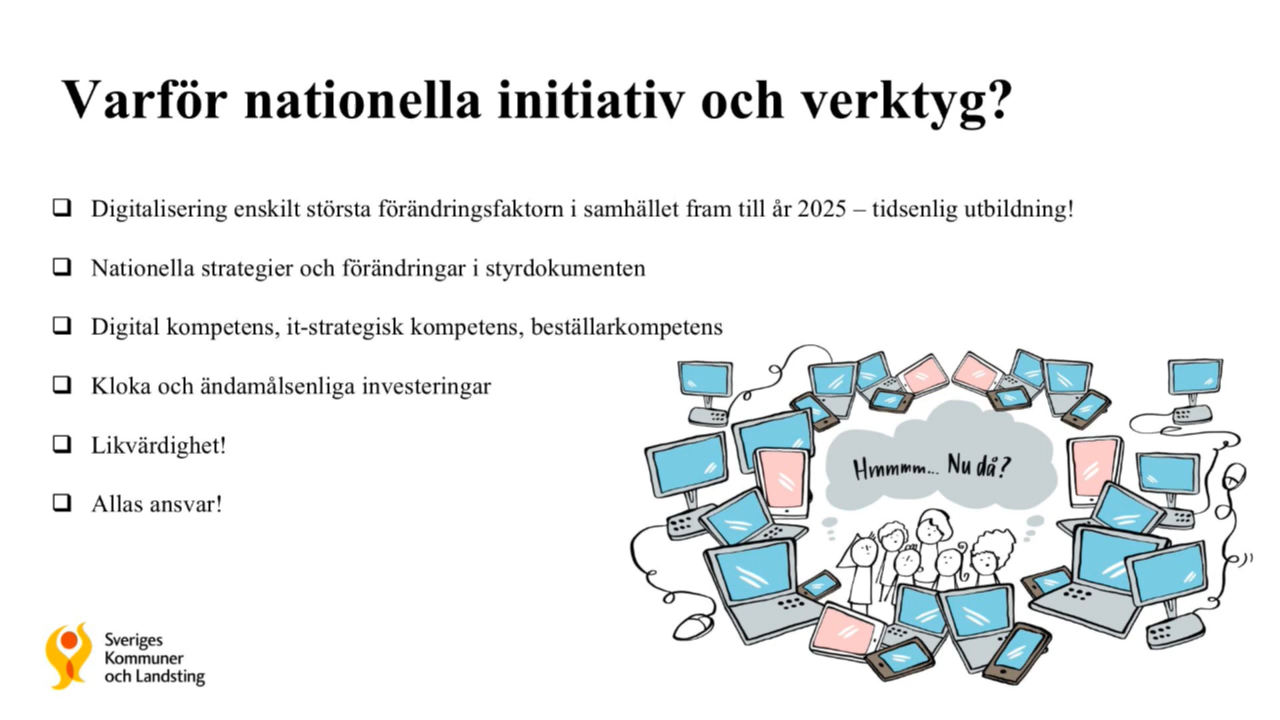 Varför nationella initiativ och verktyg?
❑ Digitalisering enskilt största förändringsfaktorn i samhället fram till år 2025 – tidsenlig utbildning!
❑ Nationella strategier och förändringar i styrdokumenten
❑ Digital kompetens, it-strategisk kompetens, beställarkompetens
❑ Kloka och ändamålsenliga investeringar
❑ Likvärdighet!
❑ Allas ansvar!
Hmmmm... Nu då?
Sveriges
Kommuner
och Landsting